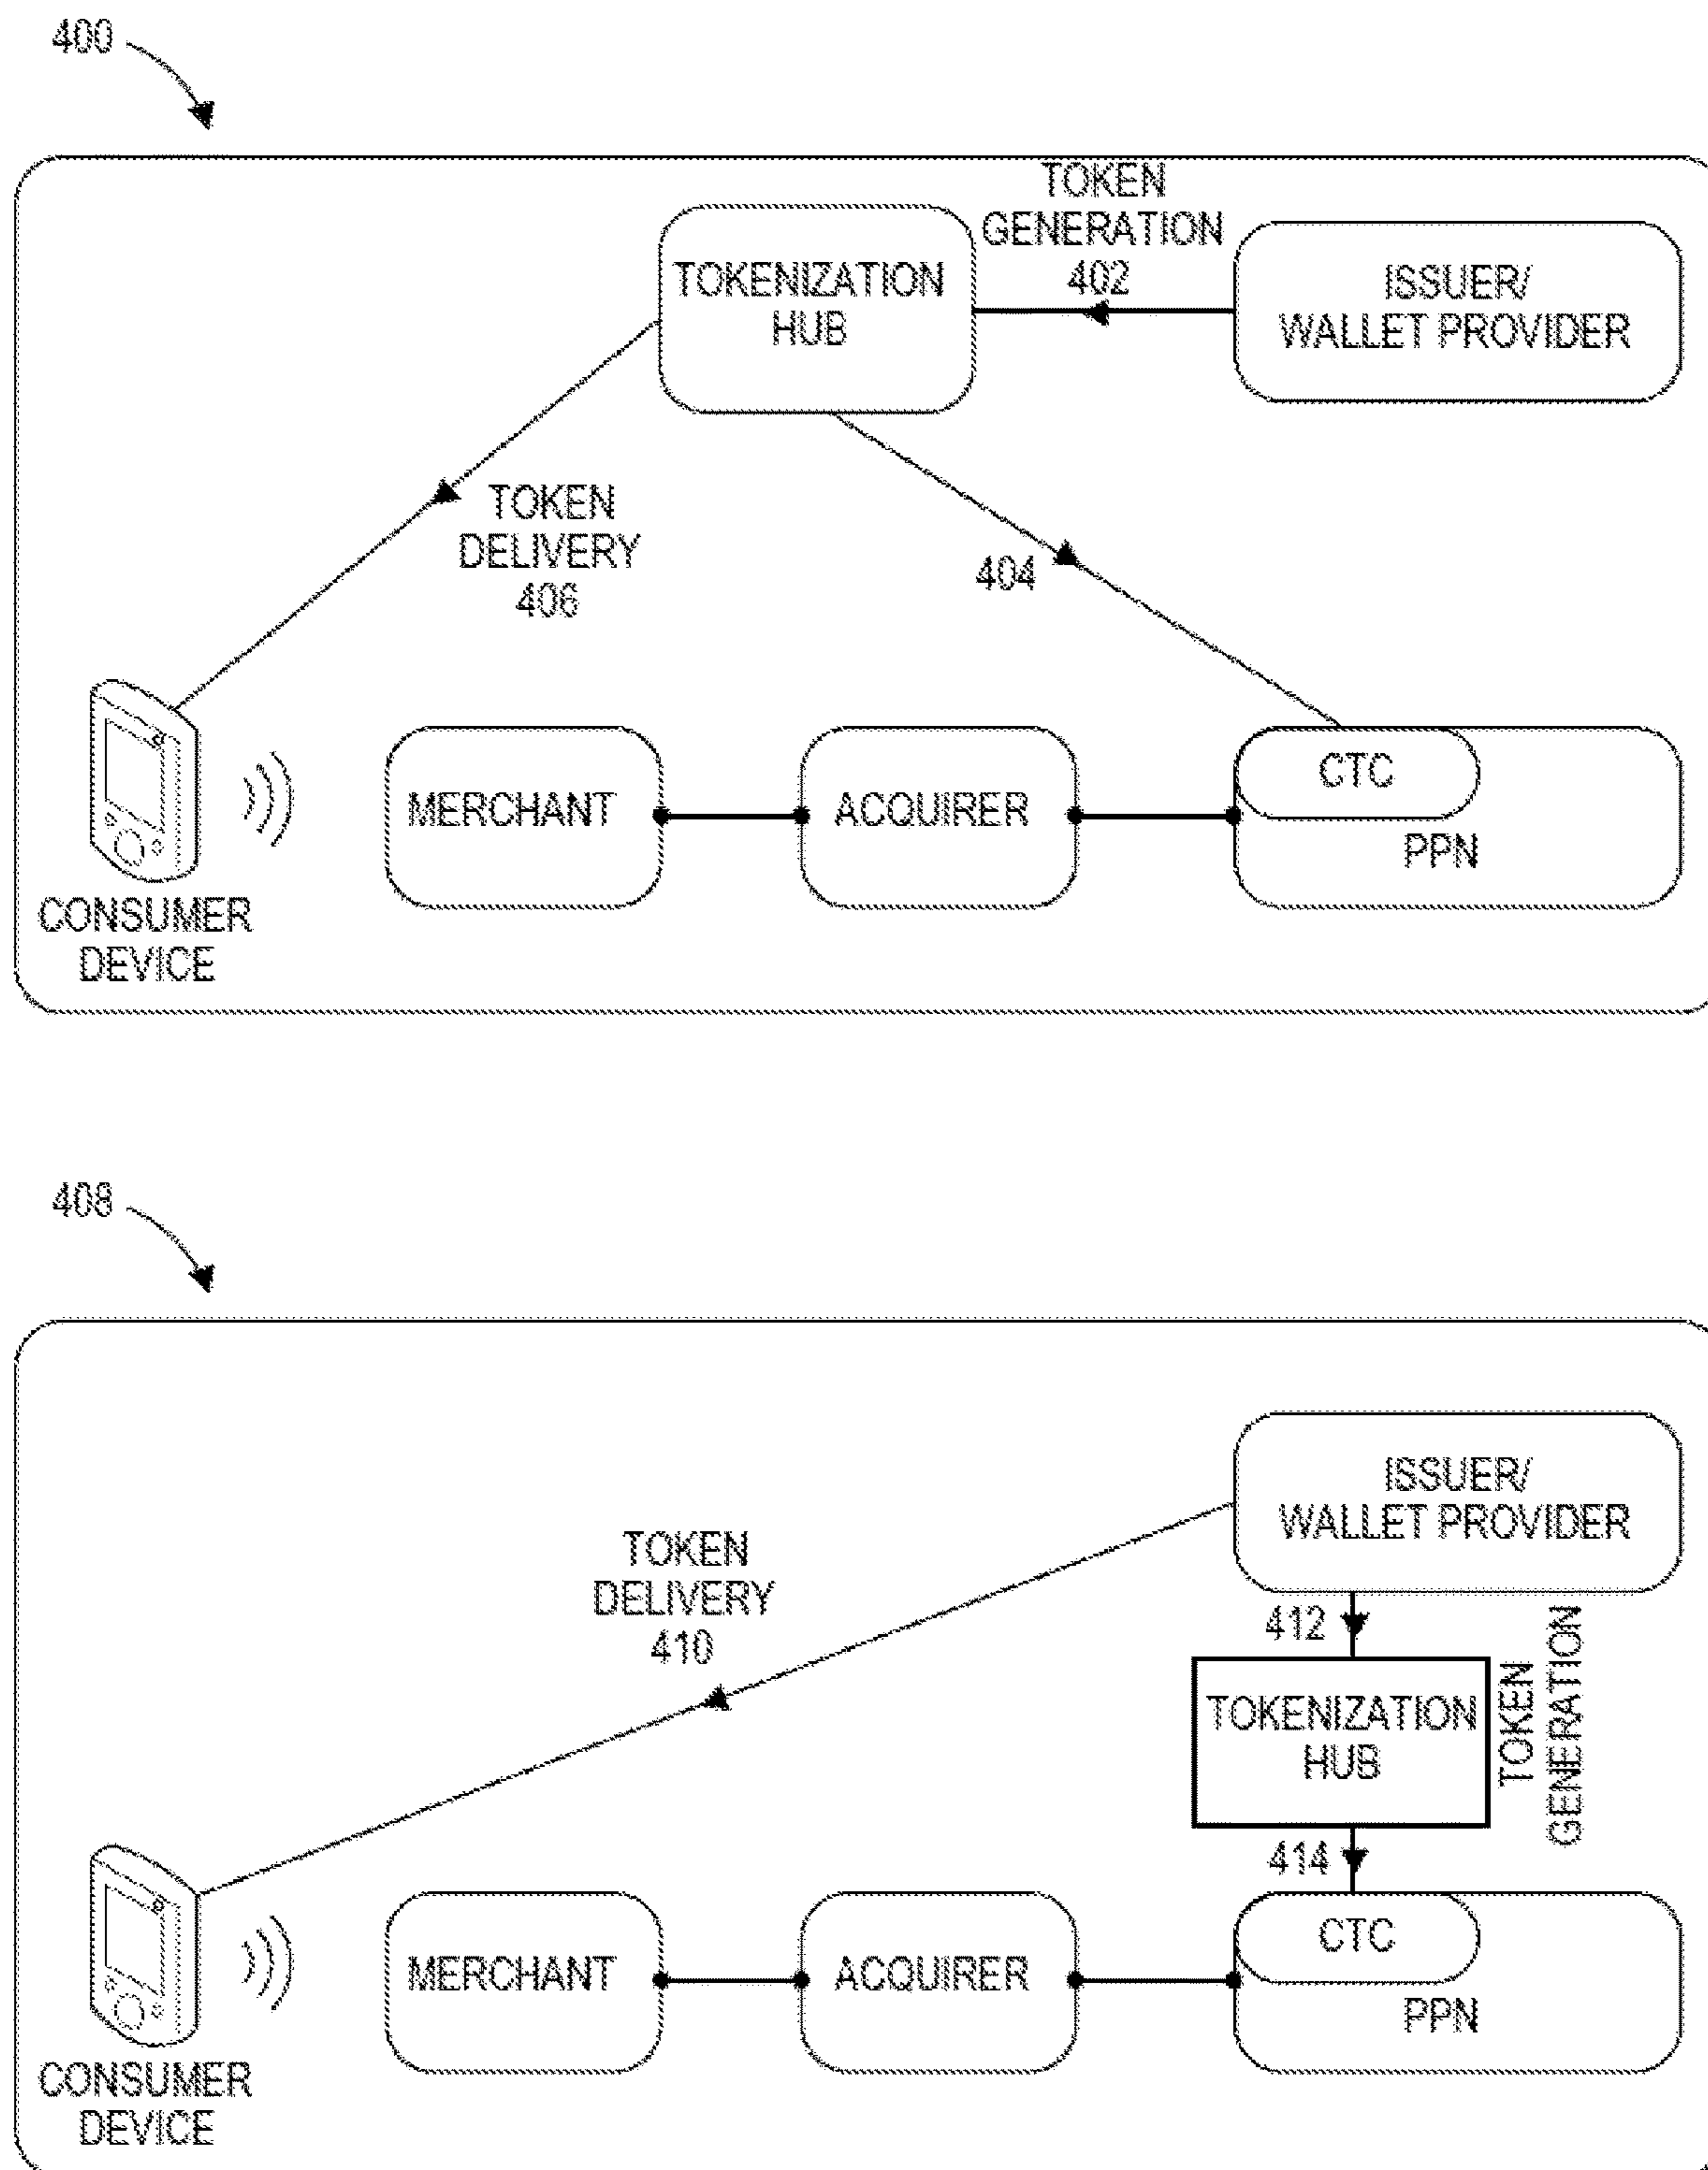 400
TOKEN
GENERATION
402
TOKENIZATION
HUB
ISSUER/
WALLET PROVIDER
TOKEN
DELIVERY
406
404
MERCHANT
ACQUIRER
CTC
PPN
CONSUMER
DEVICE
408
ISSUER/
WALLET PROVIDER
TOKEN
DELIVERY
410
412
TOKENIZATION
HUB
TOKEN
GENERATION
414
MERCHANT
ACQUIRER
CTC
PPN
CONSUMER
DEVICE